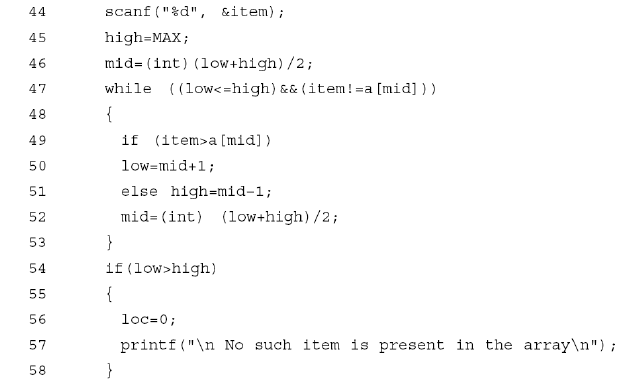 44 scanf("%d", &item);
45 high=MAX;
46 mid=(int)(low+high)/2;
47 while ((low<=high)&&(item!=a[mid]))
48 {
49 if (item>a[mid])
50 low=mid+1;
51 else high=mid-1;
52 mid=(int) (low+high)/2;
53 }
54 if(low>high)
55 {
56 loc=0;
57 printf("\n No such item is present in the array\n");
58 }